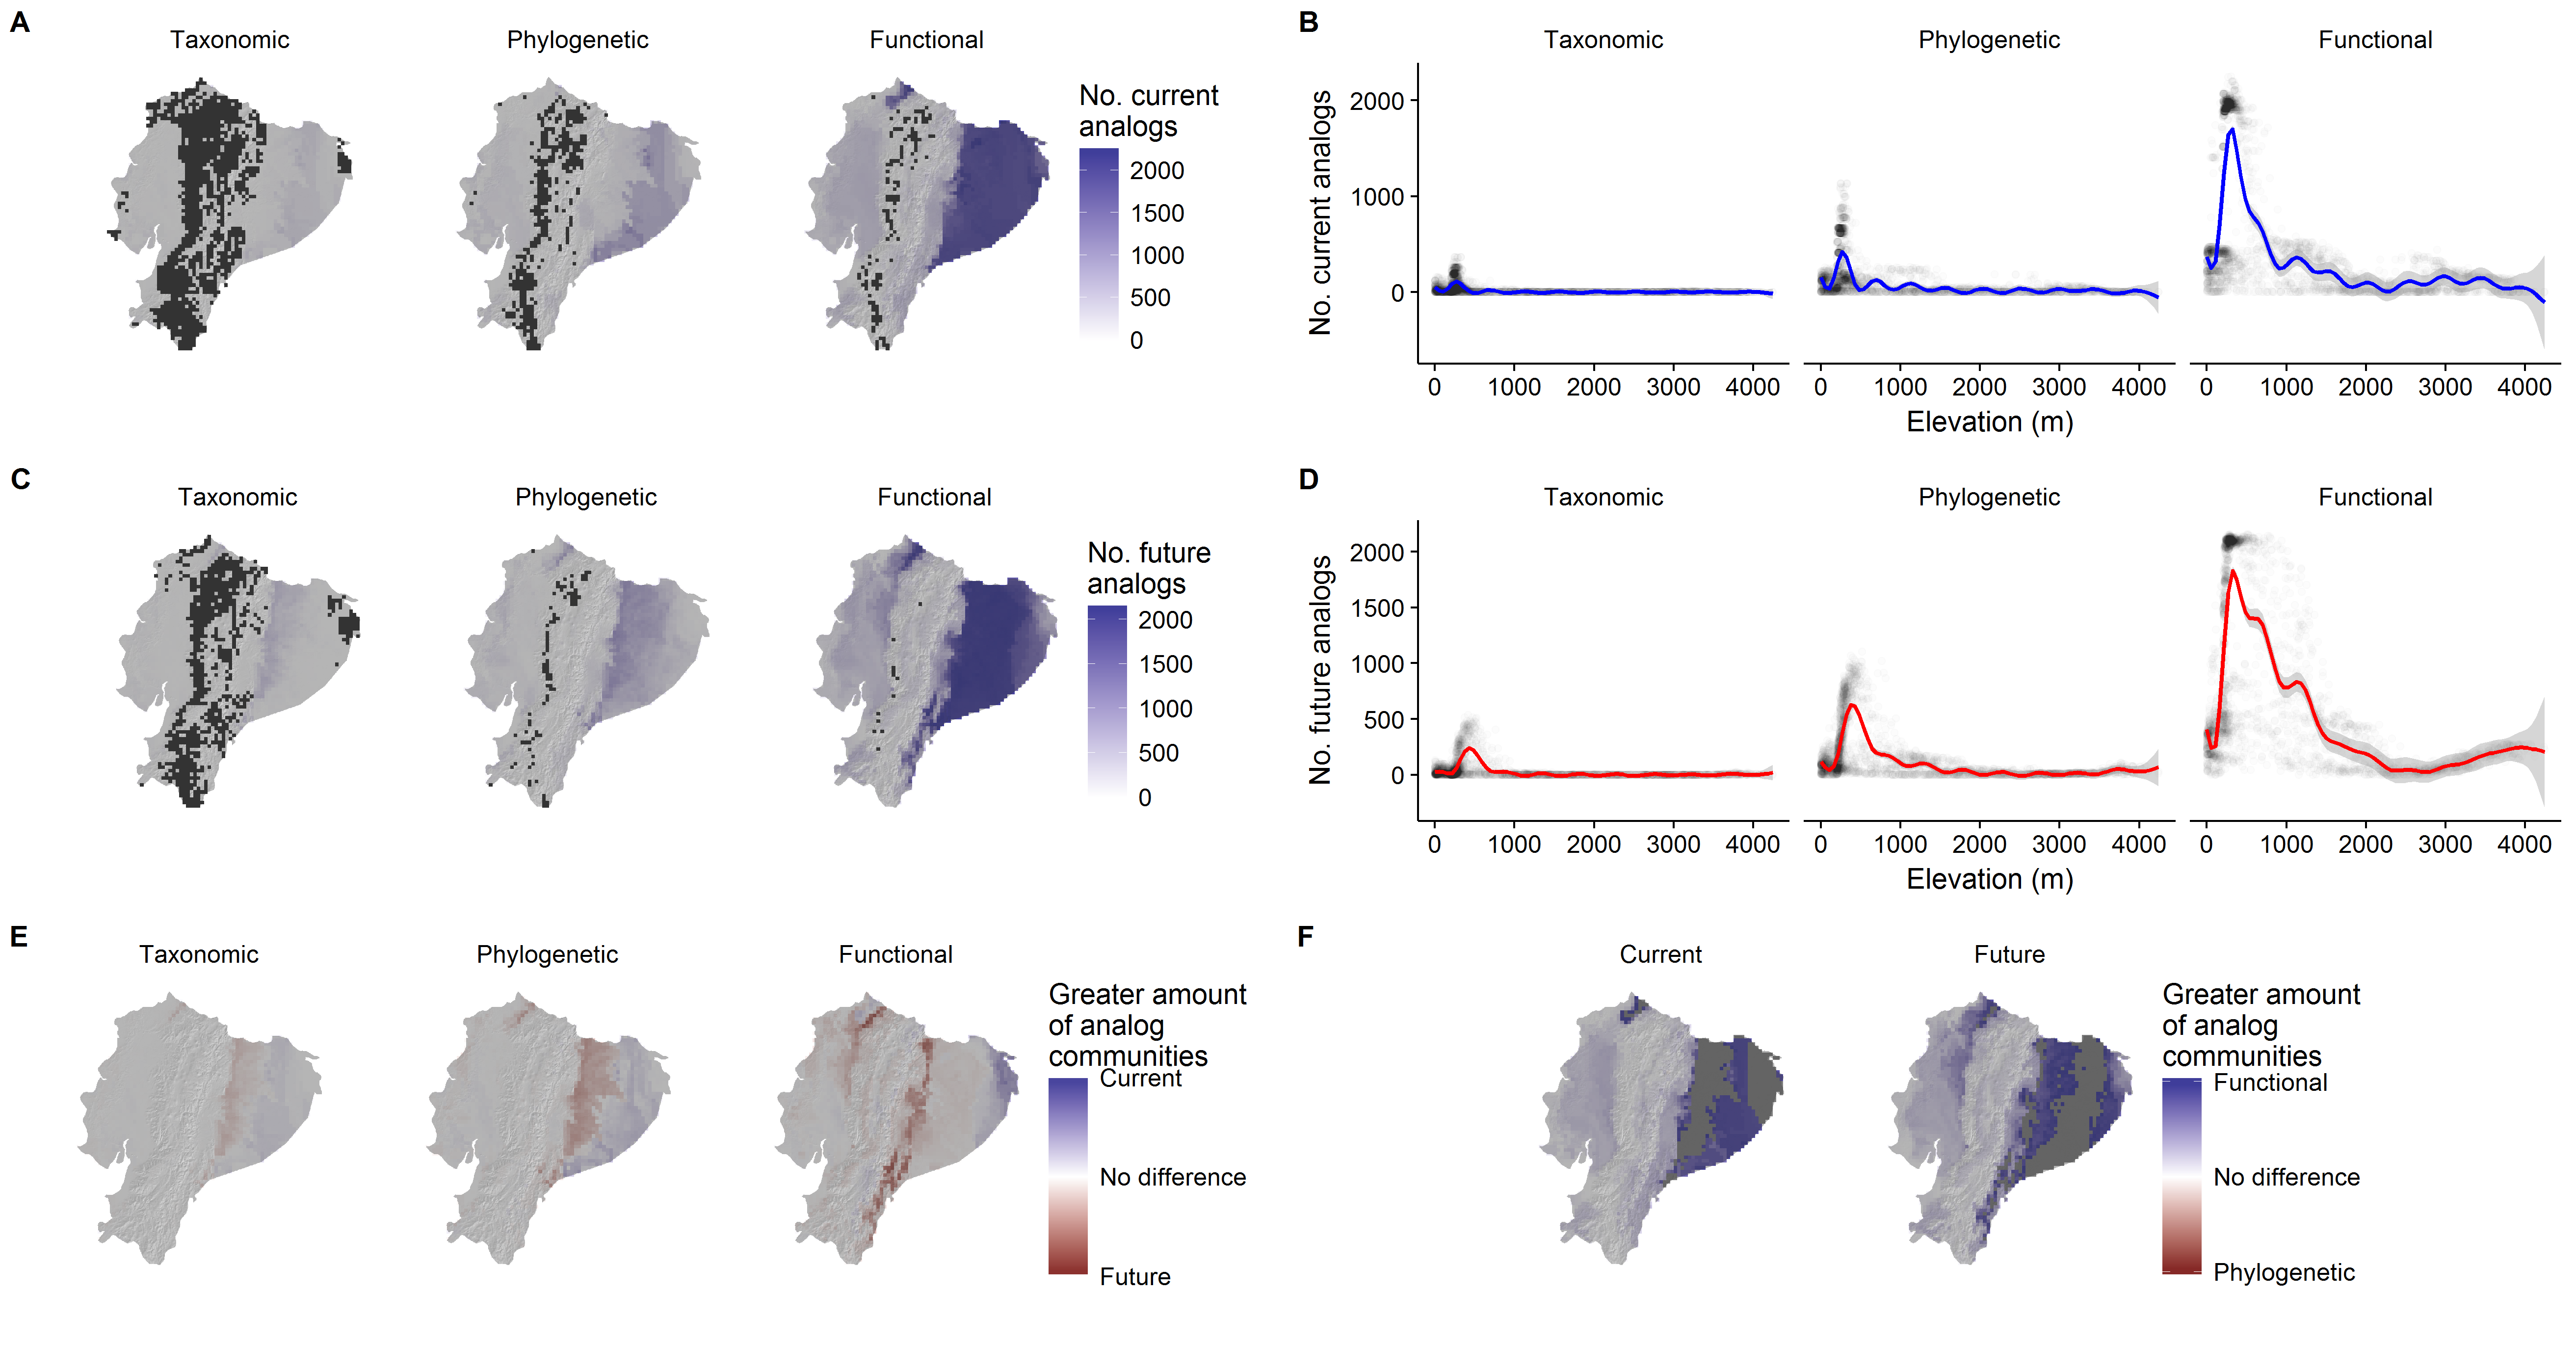 A
Taxonomic
Phylogenetic
Functional
No. current
analogs
2000
1500
1000
500
0
B
Taxonomic
Phylogenetic
Functional
No. current analogs
2000
1000
0
0 1000 2000 3000 4000
0 1000 2000 3000 4000
0 1000 2000 3000 4000
Elevation (m)
C
Taxonomic
Phylogenetic
Functional
No. future
analogs
2000
1500
1000
500
0
D
Taxonomic
Phylogenetic
Functional
No. future analogs
2000
1500
1000
500
0
0 1000 2000 3000 4000
0 1000 2000 3000 4000
0 1000 2000 3000 4000
Elevation (m)
E
Taxonomic
Phylogenetic
Functional
Greater amount
of analog
communities
Current
No difference
Future
F
Current
Future
Greater amount
of analog
communities
Functional
No difference
Phylogenetic